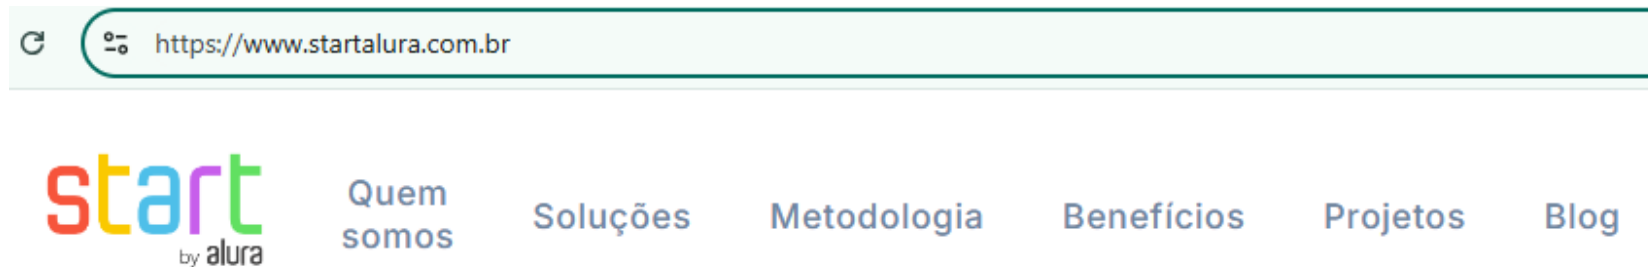 https://www.startalura.com.br
start
by alura
Quem
somos
Soluções
Metodologia
Benefícios
Projetos
Blog